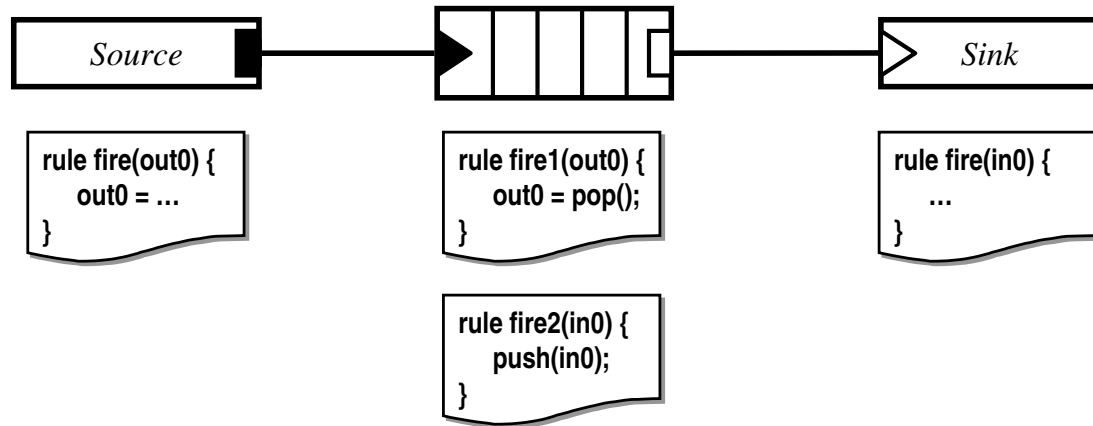 Source
Sink
rule fire(out0) {
out0 = ...
}
rule fire1(out0) {
out0 = pop();
}
rule fire(in0) {
...
}
rule fire2(in0) {
push(in0);
}